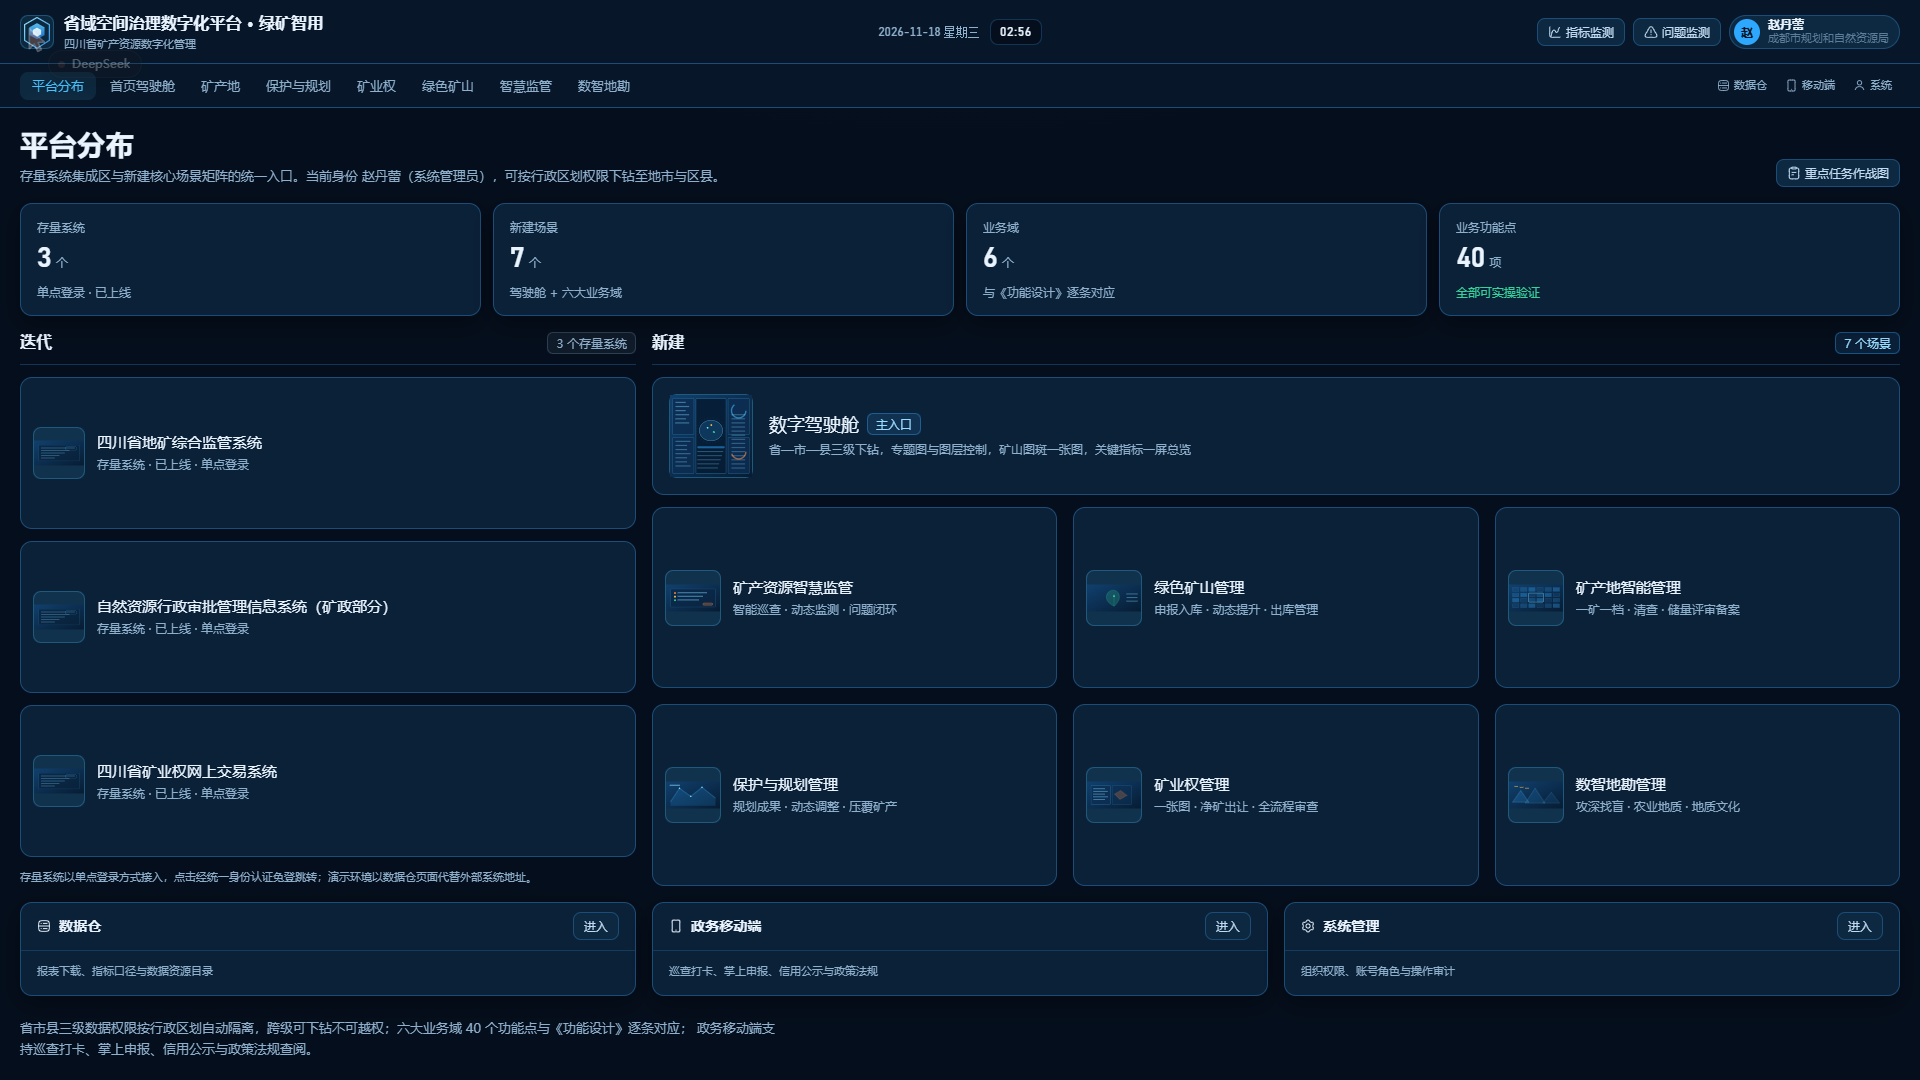 省域空间治理数字化平台 • 绿矿智用
四川省矿产资源数字化管理
DeepSeek
2026-11-18 星期三
02:56
指标监测
问题监测
赵
赵丹蕾
成都市规划和自然资源局
平台分布
首页驾驶舱
矿产地
保护与规划
矿业权
绿色矿山
智慧监管
数智地勘
数据仓
移动端
系统
平台分布
存量系统集成区与新建核心场景矩阵的统一入口。当前身份 赵丹蕾（系统管理员），可按行政区划权限下钻至地市与区县。
重点任务作战图
存量系统
3 个
单点登录 · 已上线
新建场景
7 个
驾驶舱 + 六大业务域
业务域
6 个
与《功能设计》逐条对应
业务功能点
40 项
全部可实操验证
迭代
3 个存量系统
四川省地矿综合监管系统
存量系统 · 已上线 · 单点登录
自然资源行政审批管理信息系统（矿政部分）
存量系统 · 已上线 · 单点登录
四川省矿业权网上交易系统
存量系统 · 已上线 · 单点登录
存量系统以单点登录方式接入，点击经统一身份认证免登跳转；演示环境以数据仓页面代替外部系统地址。
新建
7 个场景
数字驾驶舱
主入口
省—市—县三级下钻，专题图与图层控制，矿山图斑一张图，关键指标一屏总览
矿产资源智慧监管
智能巡查 · 动态监测 · 问题闭环
绿色矿山管理
申报入库 · 动态提升 · 出库管理
矿产地智能管理
一矿一档 · 清查 · 储量评审备案
保护与规划管理
规划成果 · 动态调整 · 压覆矿产
矿业权管理
一张图 · 净矿出让 · 全流程审查
数智地勘管理
攻深找盲 · 农业地质 · 地质文化
数据仓
进入
报表下载、指标口径与数据资源目录
政务移动端
进入
巡查打卡、掌上申报、信用公示与政策法规
系统管理
进入
组织权限、账号角色与操作审计
省市县三级数据权限按行政区划自动隔离，跨级可下钻不可越权；六大业务域 40 个功能点与《功能设计》逐条对应； 政务移动端支
持巡查打卡、掌上申报、信用公示与政策法规查阅。